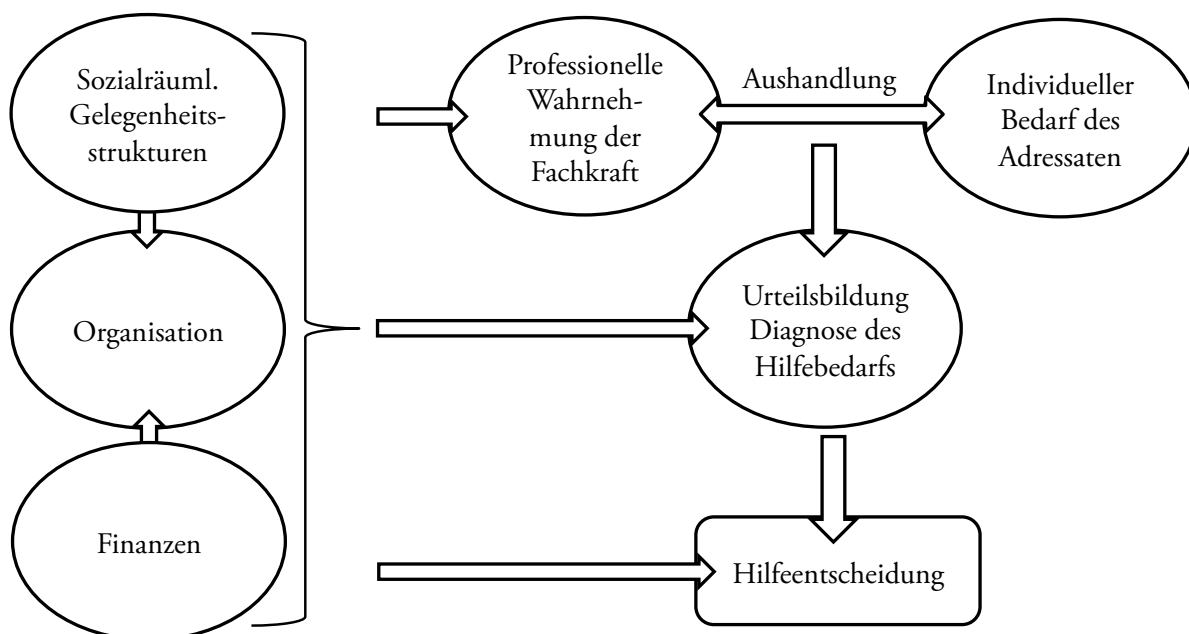 Sozialräuml.
Gelegenheits-
strukturen
Organisation
Finanzen
Professionelle
Wahrneh-
mung der
Fachkraft
Aushandlung
Individueller
Bedarf des
Adressaten
Urteilsbildung
Diagnose des
Hilfebedarfs
Hilfeentscheidung